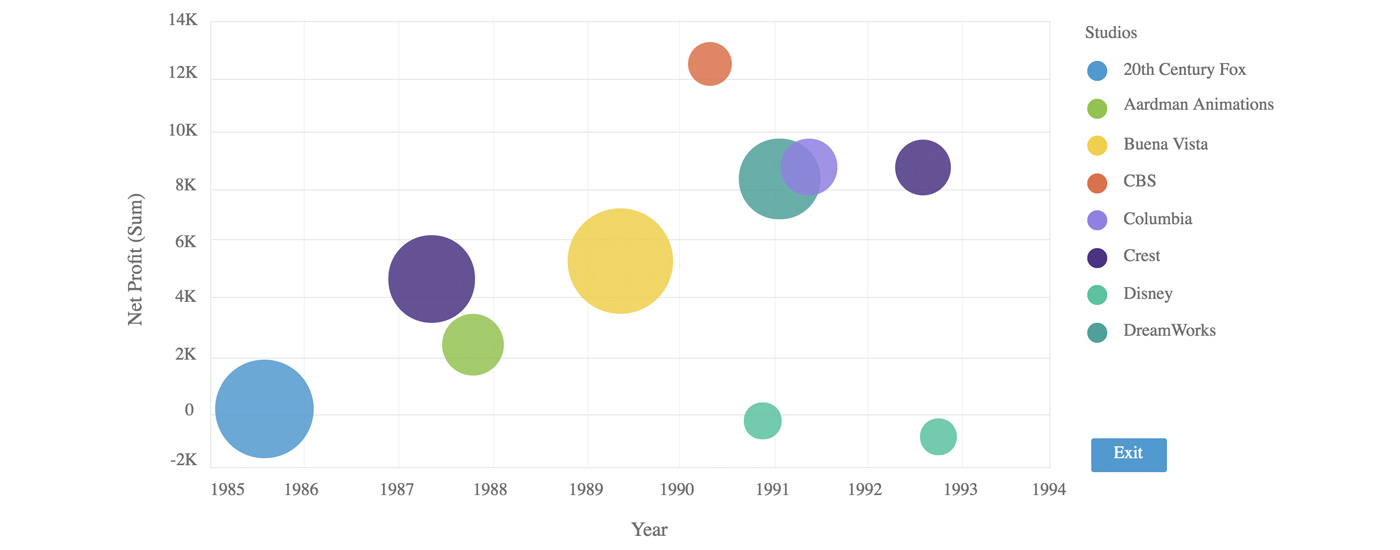 14K
12K
10K
8K
6K
4K
2K
0
-2K
Net Profit (Sum)
1985 1986 1987 1988 1989 1990 1991 1992 1993 1994
Year
Studios
20th Century Fox
Aardman Animations
Buena Vista
CBS
Columbia
Crest
Disney
DreamWorks
Exit